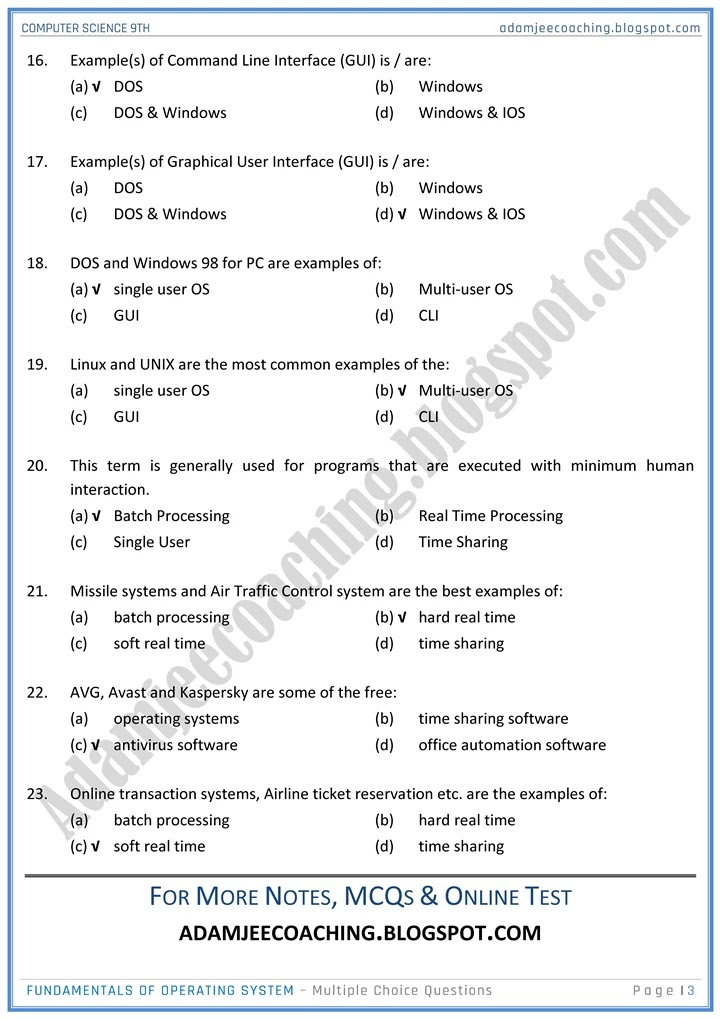 COMPUTER SCIENCE 9TH adamjeecoaching.blogspot.com
16. Example(s) of Command Line Interface (GUI) is / are:
(a) √ DOS (b) Windows
(c) DOS & Windows (d) Windows & IOS
17. Example(s) of Graphical User Interface (GUI) is / are:
(a) DOS (b) Windows
(c) DOS & Windows (d) √ Windows & IOS
18. DOS and Windows 98 for PC are examples of:
(a) √ single user OS (b) Multi-user OS
(c) GUI (d) CLI
19. Linux and UNIX are the most common examples of the:
(a) single user OS (b) √ Multi-user OS
(c) GUI (d) CLI
20. This term is generally used for programs that are executed with minimum human
interaction.
(a) √ Batch Processing (b) Real Time Processing
(c) Single User (d) Time Sharing
21. Missile systems and Air Traffic Control system are the best examples of:
(a) batch processing (b) √ hard real time
(c) soft real time (d) time sharing
22. AVG, Avast and Kaspersky are some of the free:
(a) operating systems (b) time sharing software
(c) √ antivirus software (d) office automation software
23. Online transaction systems, Airline ticket reservation etc. are the examples of:
(a) batch processing (b) hard real time
(c) √ soft real time (d) time sharing
Adamjeecoaching.blogspot.com
FOR MORE NOTES, MCQS & ONLINE TEST
ADAMJEECOACHING.BLOGSPOT.COM
FUNDAMENTALS OF OPERATING SYSTEM – Multiple Choice Questions Page | 3